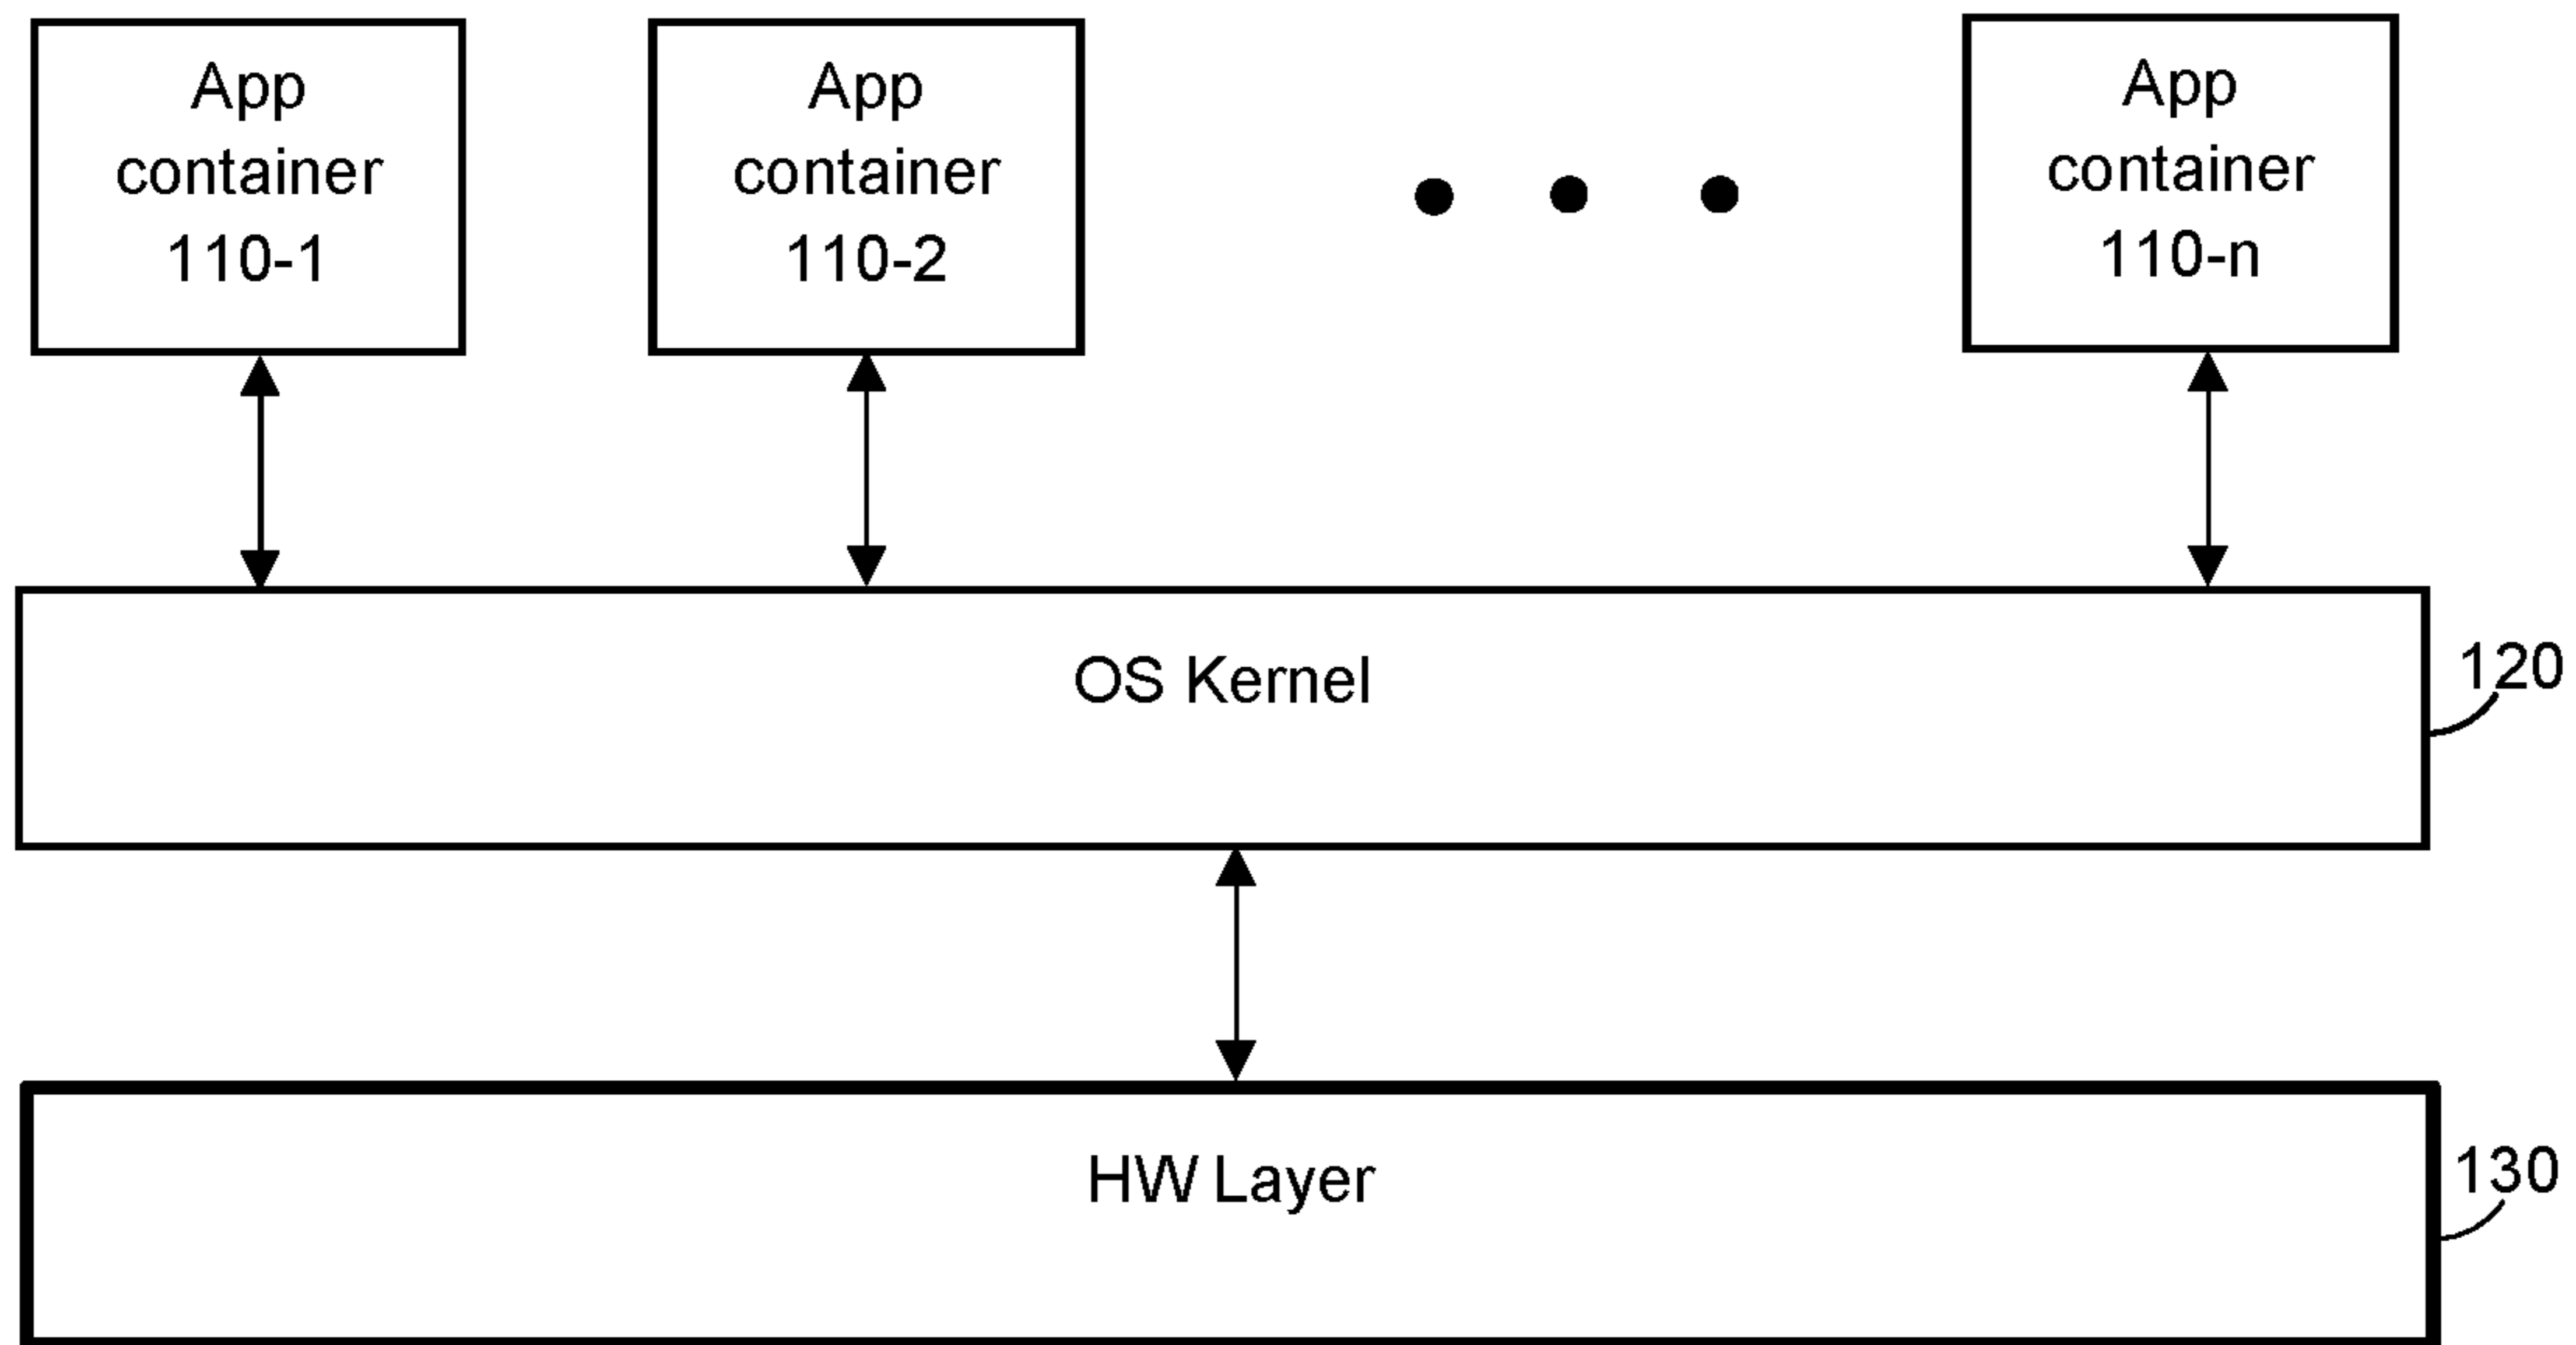 App
container
110-1
App
container
110-2
App
container
110-n
OS Kernel
120
HW Layer
130